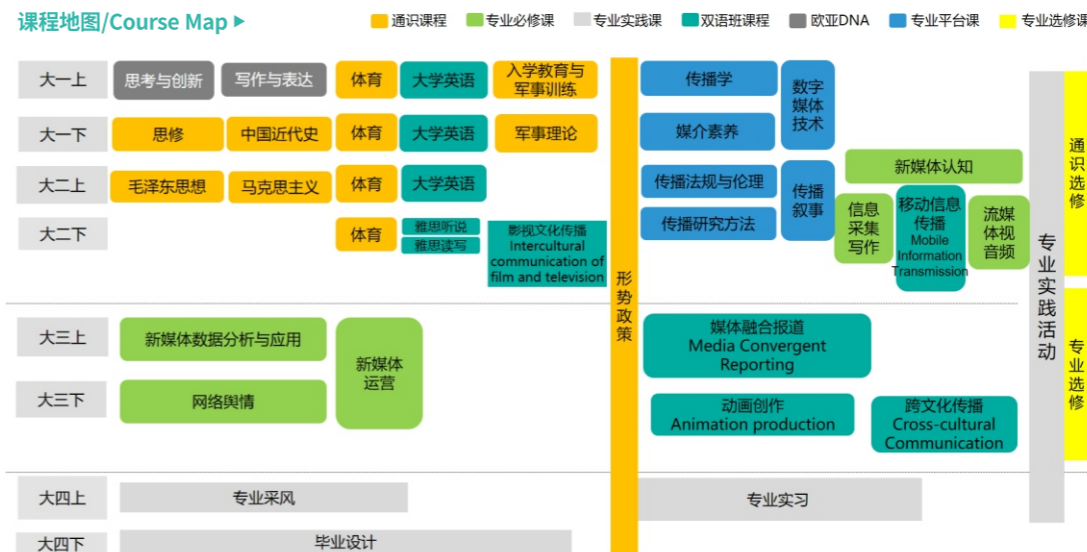 课程地图/Course Map
通识课程
专业必修课
专业实践课
双语班课程
欧亚DNA
专业平台课
专业选修课
大一上
思考与创新
写作与表达
体育
大学英语
入学教育与
军事训练
传播学
数字
媒体
技术
大一下
思修
中国近代史
体育
大学英语
军事理论
媒介素养
大二上
毛泽东思想
马克思主义
体育
大学英语
传播法规与伦理
传播
叙事
新媒体认知
大二下
体育
雅思听说
雅思读写
影视文化传播
Intercultural
communication of
film and television
传播研究方法
信息
采集
写作
移动信息
传播
Mobile
Information
Transmission
流媒
体视
音频
形势政策
专业实践活动
通识选修
专业选修
大三上
新媒体数据分析与应用
新媒体
运营
媒体融合报道
Media Convergent
Reporting
大三下
网络舆情
动画创作
Animation production
跨文化传播
Cross-cultural
Communication
大四上
专业采风
专业实习
大四下
毕业设计